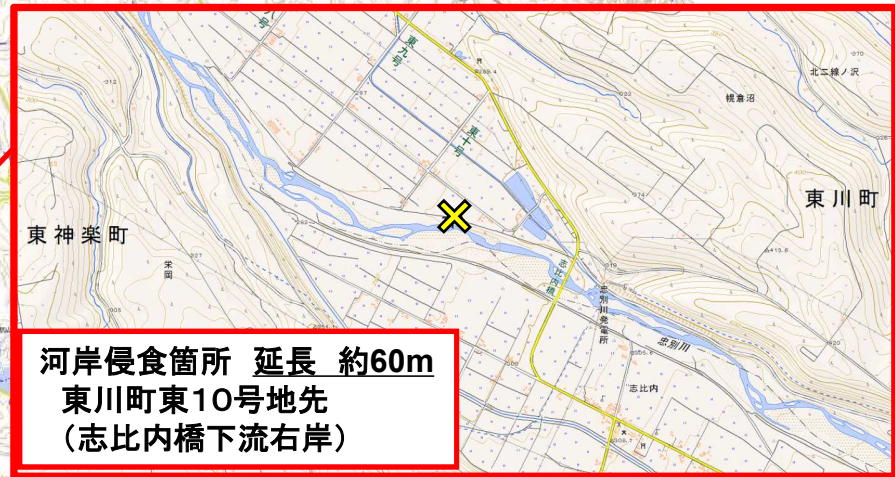 八号
東九号
東十号
北二線ノ沢
幌倉沼
東川町
東神楽町
栄岡
志比内橋
忠別川発電所
忠別川
志比内
河岸侵食箇所 延長 約60m
東川町東10号地先
（志比内橋下流右岸）